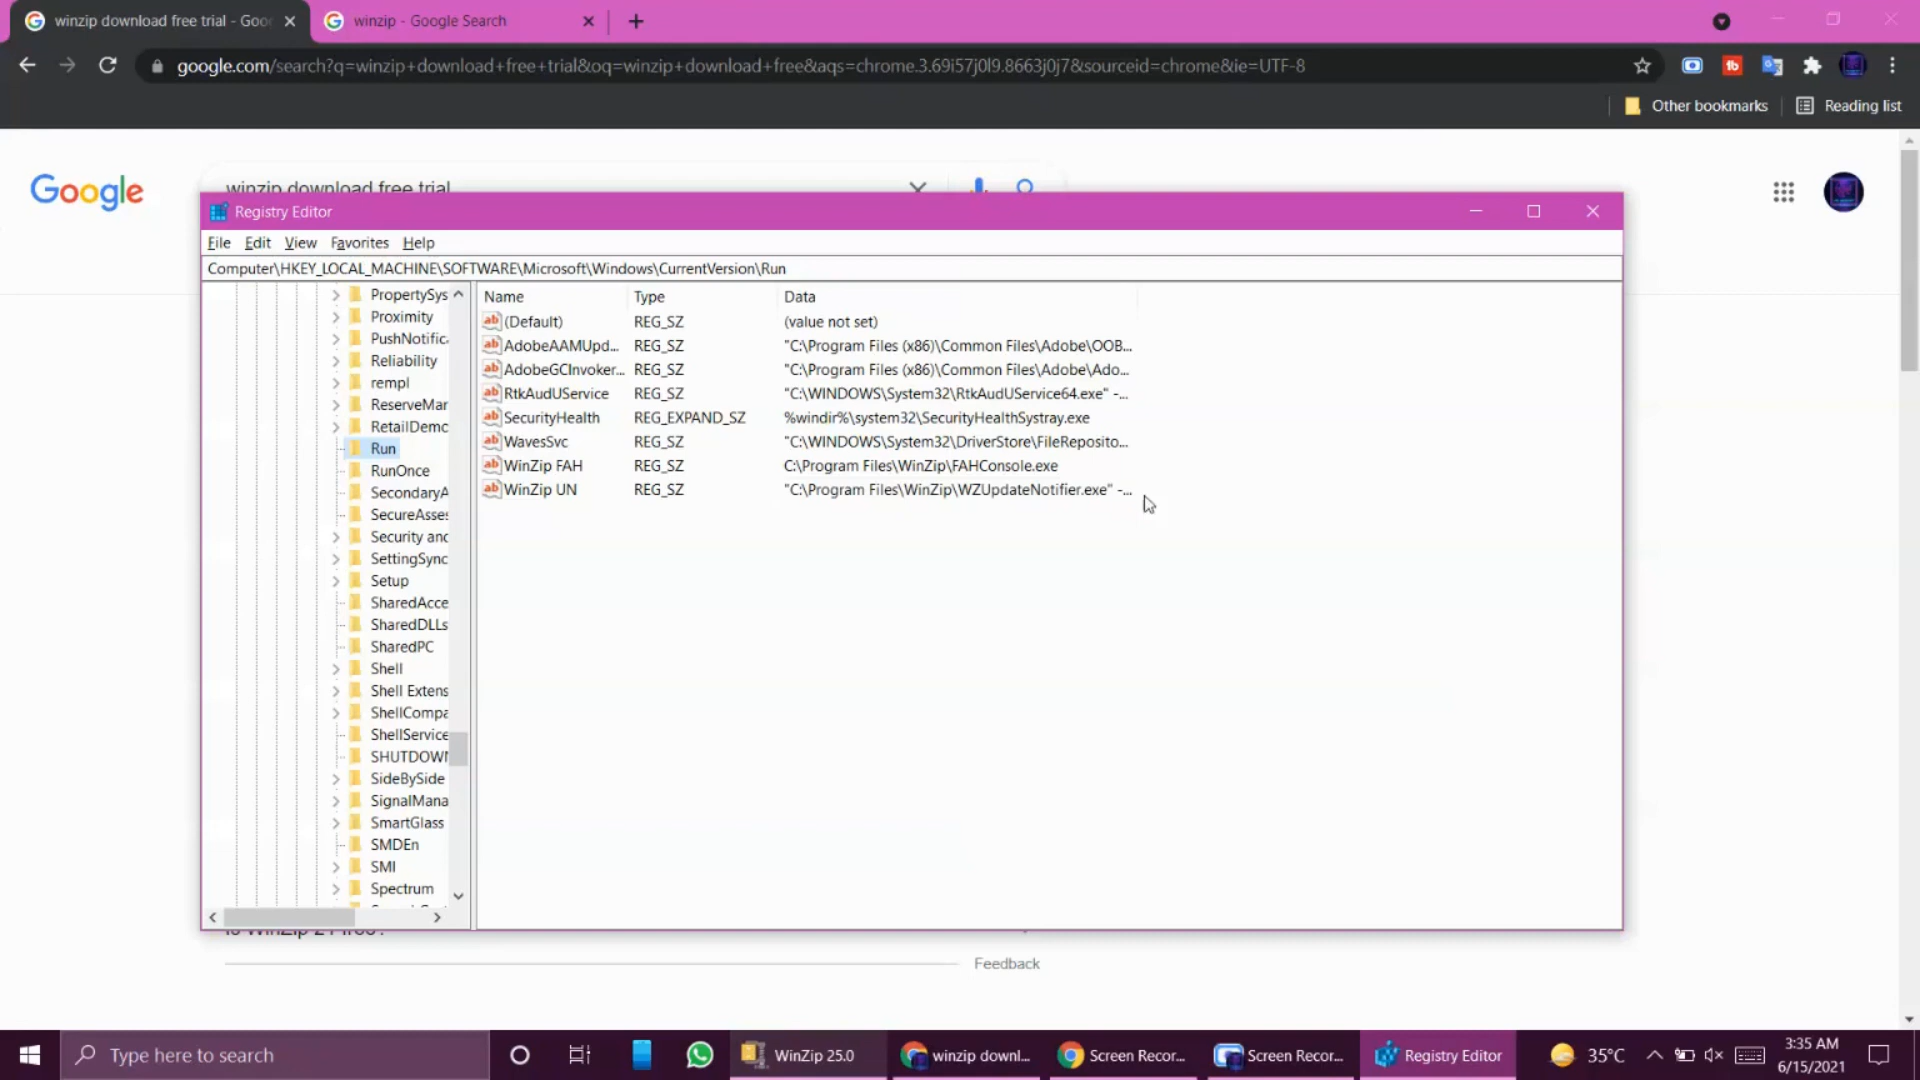 winzip download free trial - Goo
winzip - Google Search
google.com/search?q=winzip+download+free+trial&oq=winzip+download+free&aqs=chrome.3.69i57j0l9.8663j0j7&sourceid=chrome&ie=UTF-8
Other bookmarks
Reading list
Google
winzip download free trial
Registry Editor
File Edit View Favorites Help
Computer\HKEY_LOCAL_MACHINE\SOFTWARE\Microsoft\Windows\CurrentVersion\Run
PropertySys
Proximity
PushNotific
Reliability
rempl
ReserveMar
RetailDemo
Run
RunOnce
SecondaryA
SecureAsses
Security and
SettingSync
Setup
SharedAcce
SharedDLLs
SharedPC
Shell
Shell Extens
ShellCompa
ShellService
SHUTDOWN
SideBySide
SignalMana
SmartGlass
SMDEn
SMI
Spectrum
Name Type Data
(Default) REG_SZ (value not set)
AdobeAAMUpd... REG_SZ "C:\Program Files (x86)\Common Files\Adobe\OOB...
AdobeGCInvoker... REG_SZ "C:\Program Files (x86)\Common Files\Adobe\Ado...
RtkAudUService REG_SZ "C:\WINDOWS\System32\RtkAudUService64.exe" -...
SecurityHealth REG_EXPAND_SZ %windir%\system32\SecurityHealthSystray.exe
WavesSvc REG_SZ "C:\WINDOWS\System32\DriverStore\FileReposito...
WinZip FAH REG_SZ C:\Program Files\WinZip\FAHConsole.exe
WinZip UN REG_SZ "C:\Program Files\WinZip\WZUpdateNotifier.exe" -...
Feedback
Type here to search
WinZip 25.0
winzip downl...
Screen Recor...
Screen Recor...
Registry Editor
35°C
3:35 AM
6/15/2021